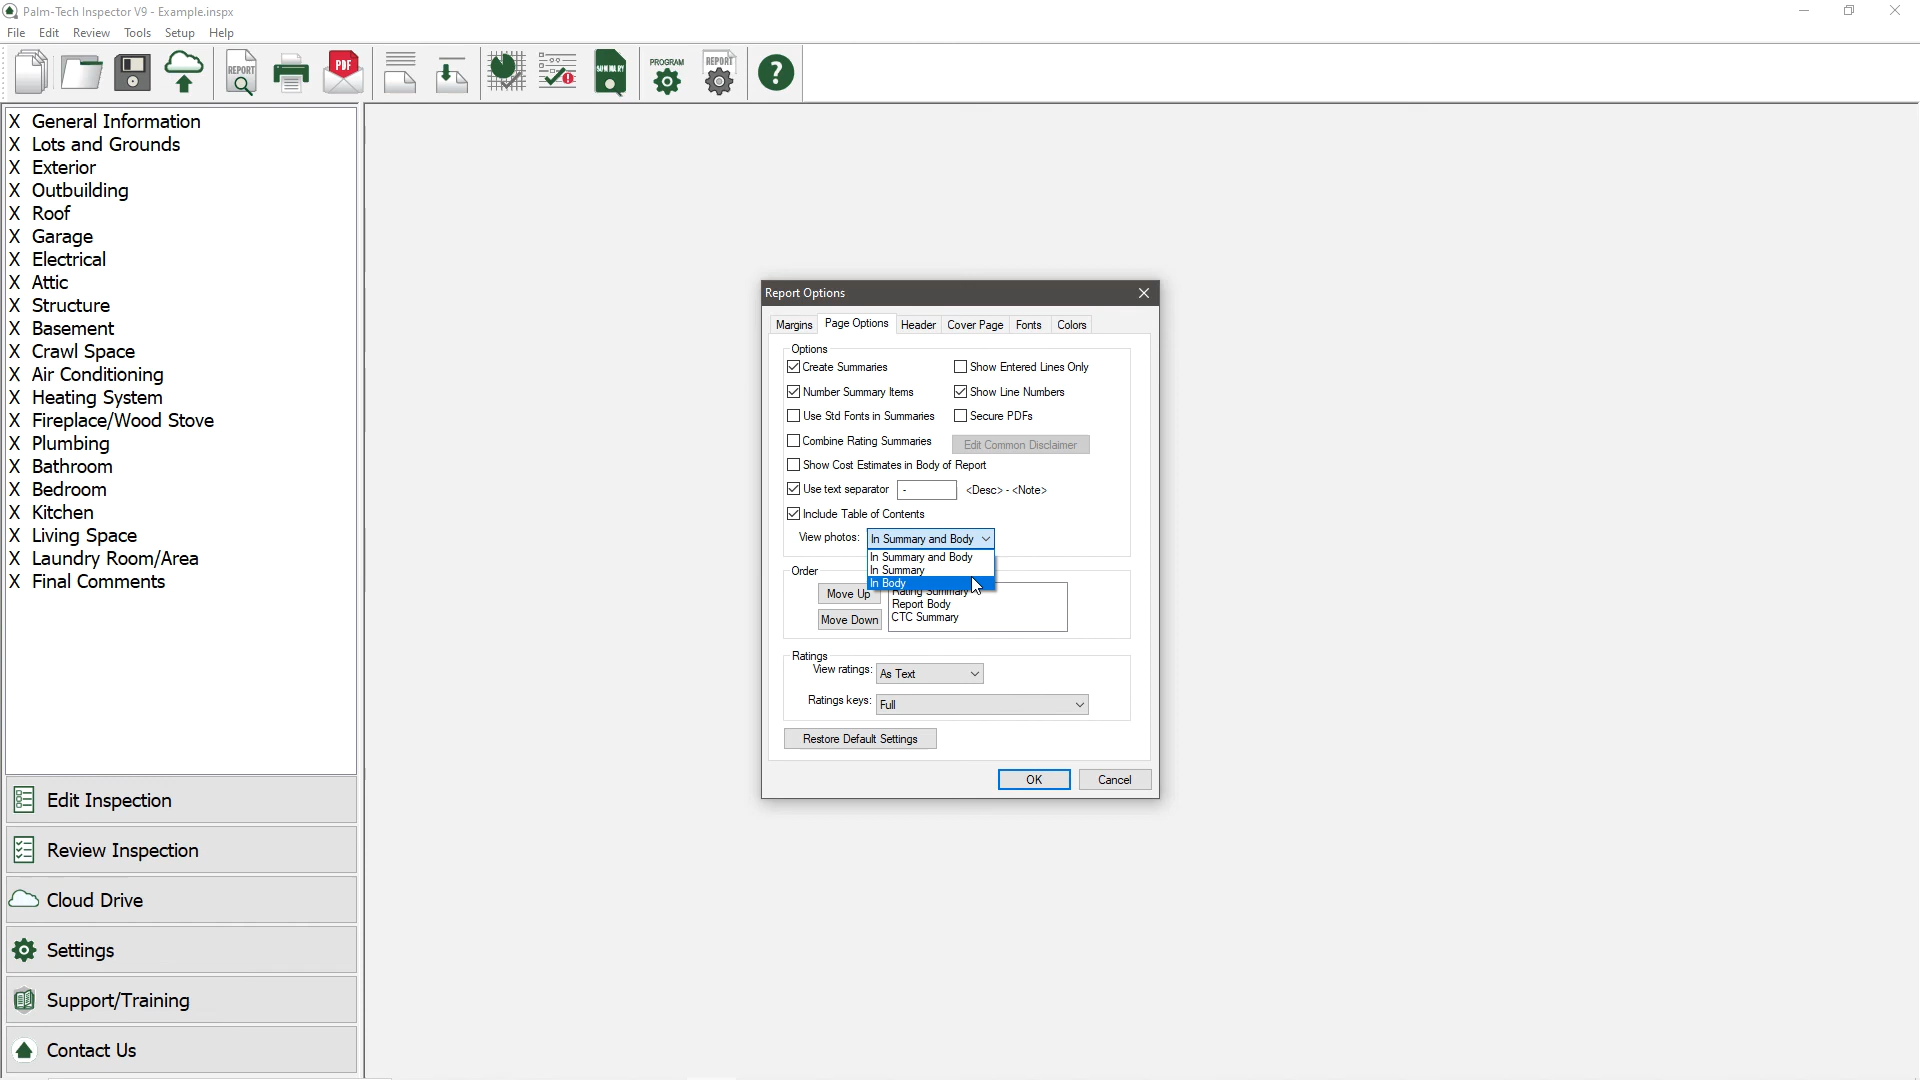 Palm-Tech Inspector V9 - Example.inspx
File Edit Review Tools Setup Help
REPORT PDF SUMMARY PROGRAM REPORT ?
X General Information
X Lots and Grounds
X Exterior
X Outbuilding
X Roof
X Garage
X Electrical
X Attic
X Structure
X Basement
X Crawl Space
X Air Conditioning
X Heating System
X Fireplace/Wood Stove
X Plumbing
X Bathroom
X Bedroom
X Kitchen
X Living Space
X Laundry Room/Area
X Final Comments
Edit Inspection
Review Inspection
Cloud Drive
Settings
Support/Training
Contact Us
Report Options
Margins Page Options Header Cover Page Fonts Colors
Options
Create Summaries Show Entered Lines Only
Number Summary Items Show Line Numbers
Use Std Fonts in Summaries Secure PDFs
Combine Rating Summaries Edit Common Disclaimer
Show Cost Estimates in Body of Report
Use text separator - <Desc> - <Note>
Include Table of Contents
View photos: In Summary and Body
In Summary and Body
In Summary
In Body
Order
Move Up Rating Summary
Report Body
Move Down CTC Summary
Ratings
View ratings: As Text
Ratings keys: Full
Restore Default Settings
OK Cancel